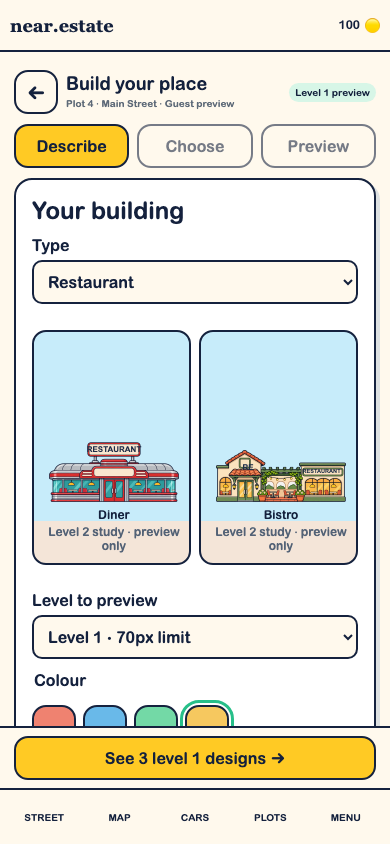 near.estate
100
Build your place
Plot 4 · Main Street · Guest preview
Level 1 preview
Describe
Choose
Preview
Your building
Type
Restaurant
RESTAURANT
RESTAURANT
Diner
Bistro
Level 2 study · preview only
Level 2 study · preview only
Level to preview
Level 1 · 70px limit
Colour
See 3 level 1 designs →
STREET
MAP
CARS
PLOTS
MENU